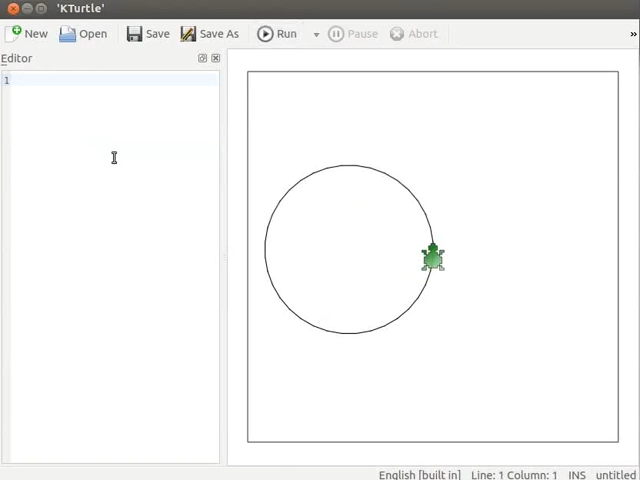 'KTurtle'
New Open Save Save As Run Pause Abort »
Editor
1
English [built in] Line: 1 Column: 1 INS untitled